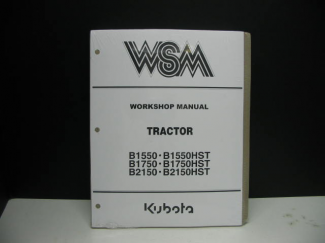 WSM
WORKSHOP MANUAL
TRACTOR
B1550・B1550HST
B1750・B1750HST
B2150・B2150HST
Kubota